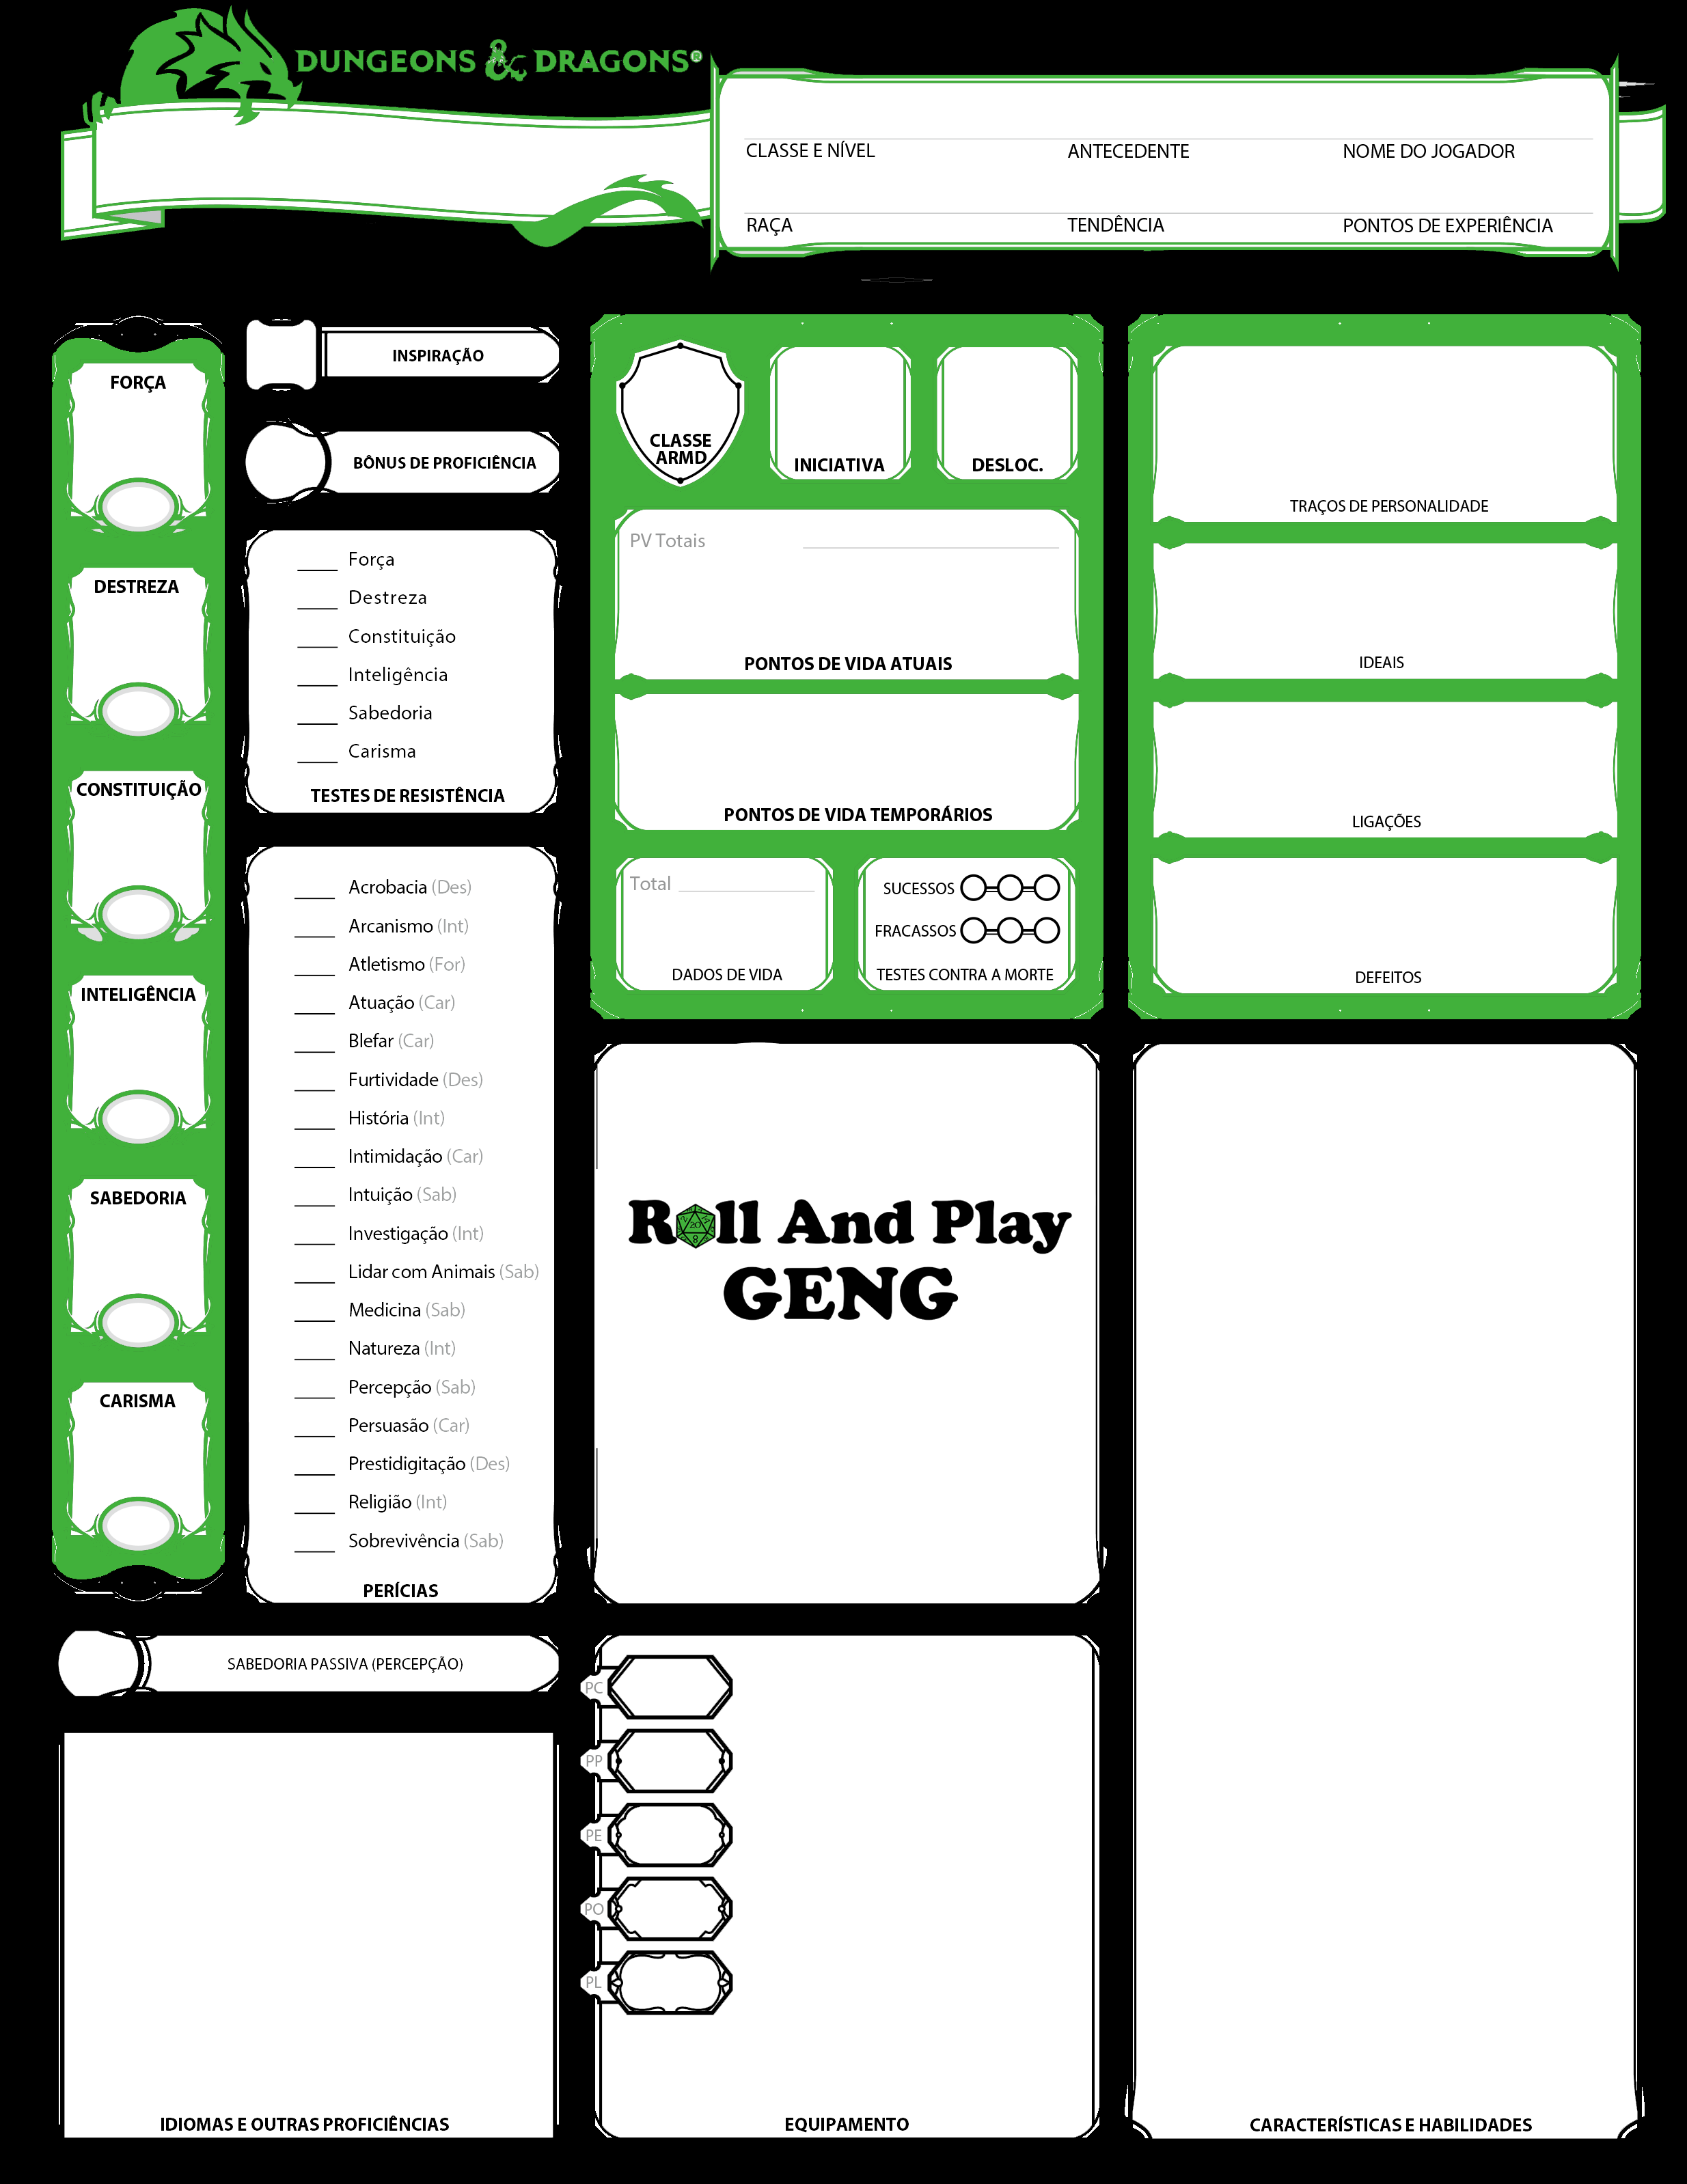 DUNGEONS & DRAGONS®
CLASSE E NÍVEL
ANTECEDENTE
NOME DO JOGADOR
RAÇA
TENDÊNCIA
PONTOS DE EXPERIÊNCIA
FORÇA
DESTREZA
CONSTITUIÇÃO
INTELIGÊNCIA
SABEDORIA
CARISMA
INSPIRAÇÃO
BÔNUS DE PROFICIÊNCIA
Força
Destreza
Constituição
Inteligência
Sabedoria
Carisma
TESTES DE RESISTÊNCIA
Acrobacia (Des)
Arcanismo (Int)
Atletismo (For)
Atuação (Car)
Blefar (Car)
Furtividade (Des)
História (Int)
Intimidação (Car)
Intuição (Sab)
Investigação (Int)
Lidar com Animais (Sab)
Medicina (Sab)
Natureza (Int)
Percepção (Sab)
Persuasão (Car)
Prestidigitação (Des)
Religião (Int)
Sobrevivência (Sab)
PERÍCIAS
SABEDORIA PASSIVA (PERCEPÇÃO)
IDIOMAS E OUTRAS PROFICIÊNCIAS
CLASSE
ARMD
INICIATIVA
DESLOC.
PV Totais
PONTOS DE VIDA ATUAIS
PONTOS DE VIDA TEMPORÁRIOS
Total
DADOS DE VIDA
SUCESSOS
FRACASSOS
TESTES CONTRA A MORTE
Roll And Play
GENG
PC
PP
PE
PO
PL
EQUIPAMENTO
TRAÇOS DE PERSONALIDADE
IDEAIS
LIGAÇÕES
DEFEITOS
CARACTERÍSTICAS E HABILIDADES